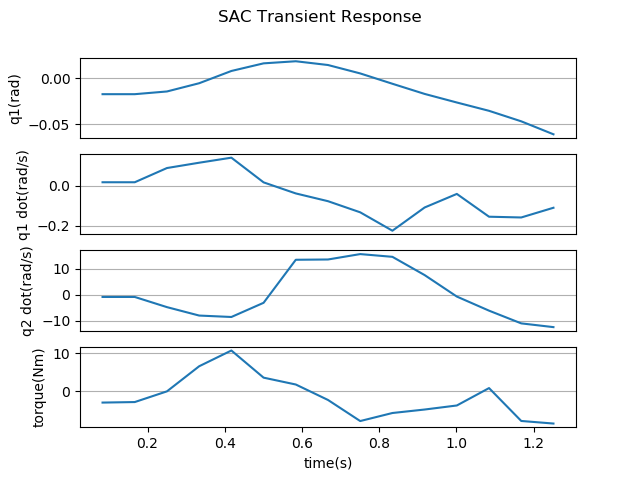 SAC Transient Response
0.00
−0.05
q1(rad)
0.0
−0.2
q1 dot(rad/s)
10
0
−10
q2 dot(rad/s)
10
0
torque(Nm)
0.2 0.4 0.6 0.8 1.0 1.2
time(s)